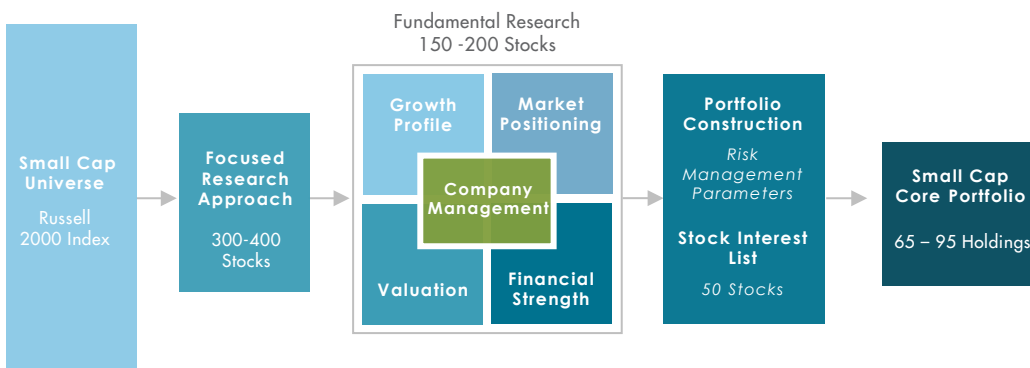 Small Cap
Universe
Russell
2000 Index
Focused
Research
Approach
300-400
Stocks
Fundamental Research
150 -200 Stocks
Growth
Profile
Market
Positioning
Company
Management
Valuation
Financial
Strength
Portfolio
Construction
Risk
Management
Parameters
Stock Interest
List
50 Stocks
Small Cap
Core Portfolio
65 – 95 Holdings